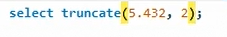 select truncate(5.432, 2);